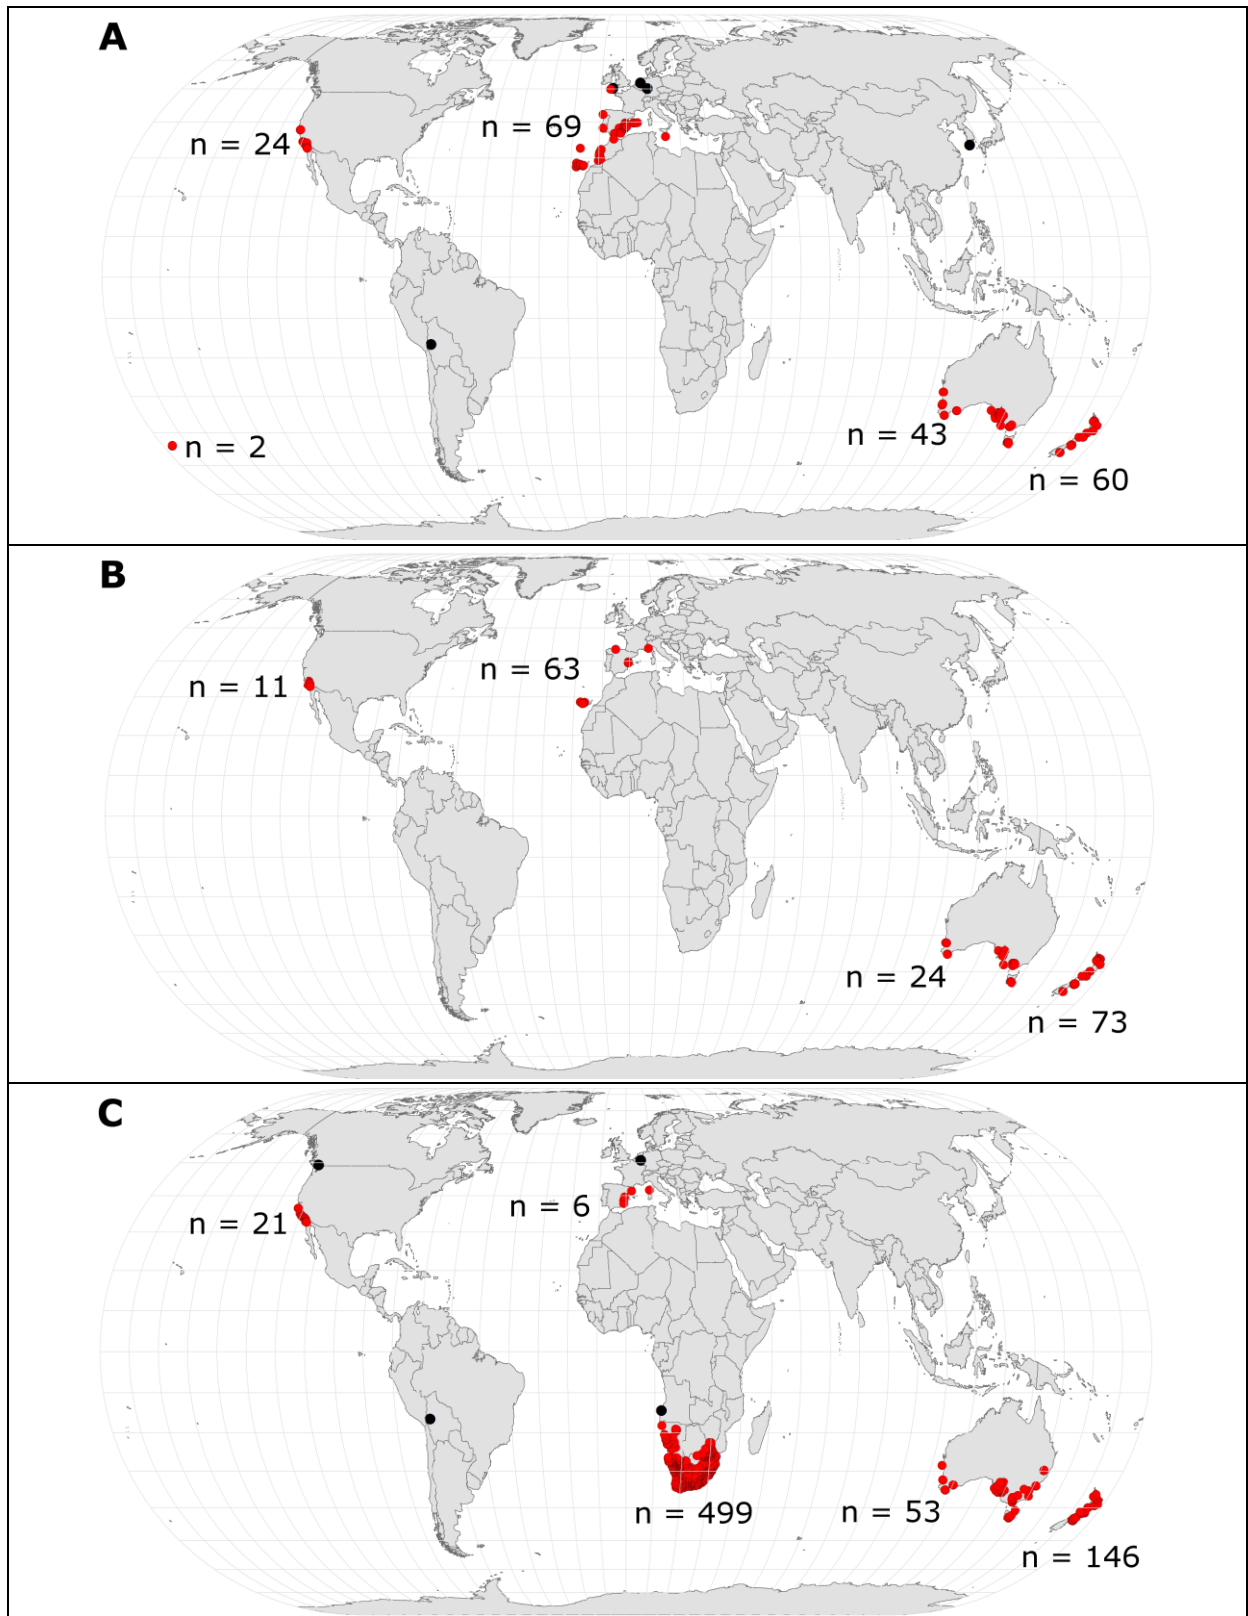 A
n = 24
n = 69
n = 2
n = 43
n = 60
B
n = 11
n = 63
n = 24
n = 73
C
n = 21
n = 6
n = 499
n = 53
n = 146